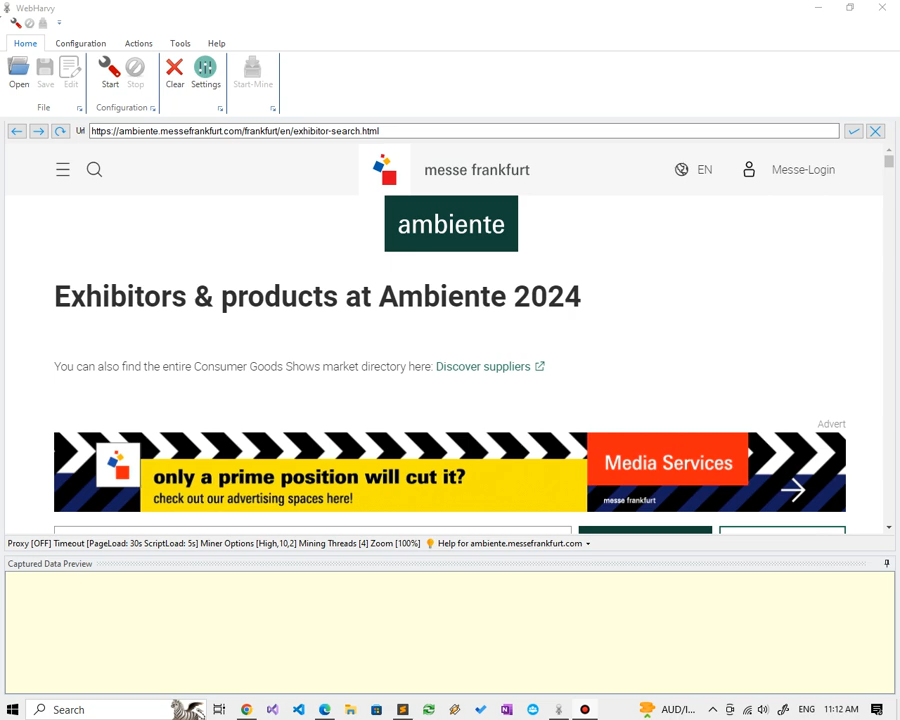 WebHarvy
Home Configuration Actions Tools Help
Open Save Edit Start Stop Clear Settings Start-Mine
File Configuration
Url https://ambiente.messefrankfurt.com/frankfurt/en/exhibitor-search.html
messe frankfurt EN Messe-Login
ambiente
Exhibitors & products at Ambiente 2024
You can also find the entire Consumer Goods Shows market directory here: Discover suppliers
Advert
only a prime position will cut it?
check out our advertising spaces here!
Media Services
messe frankfurt
Proxy [OFF] Timeout [PageLoad: 30s ScriptLoad: 5s] Miner Options [High,10,2] Mining Threads [4] Zoom [100%] Help for ambiente.messefrankfurt.com
Captured Data Preview
Search AUD/I... ENG 11:12 AM